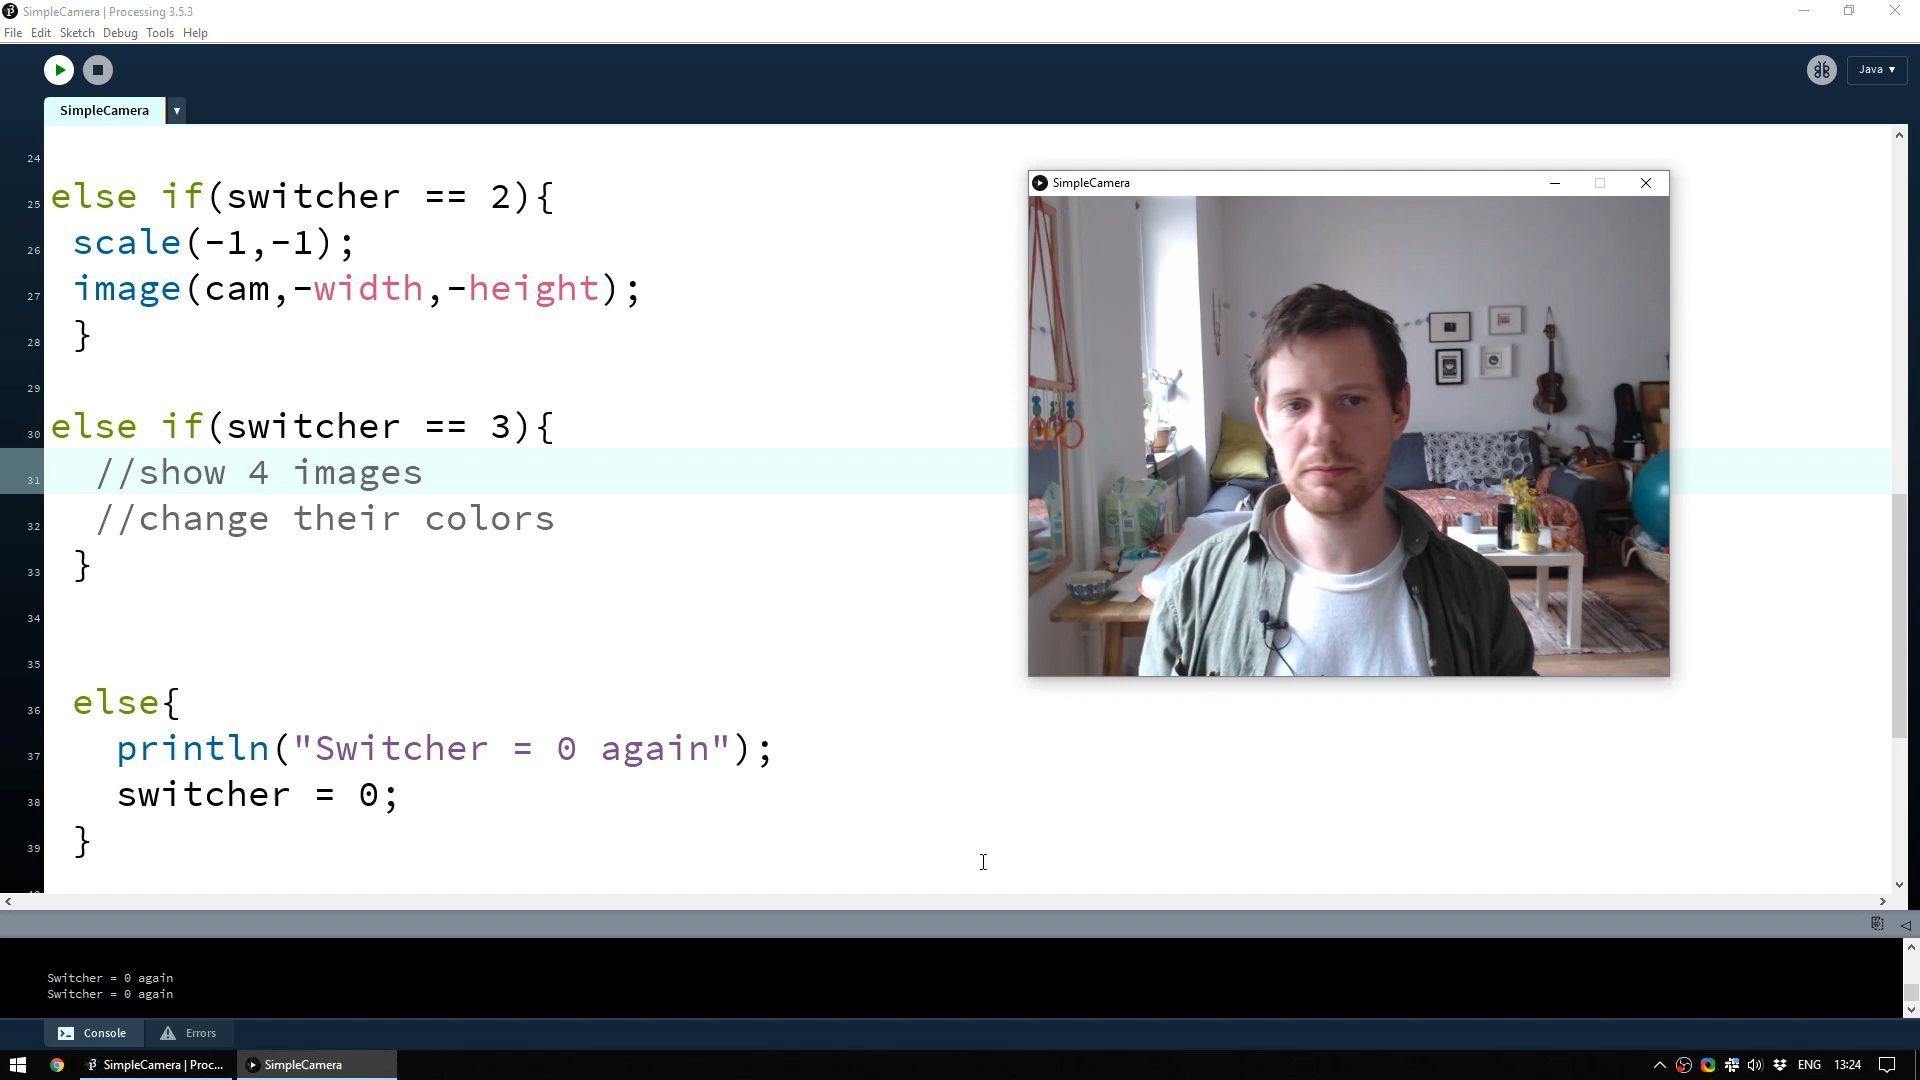 SimpleCamera | Processing 3.5.3
File Edit Sketch Debug Tools Help
Java ▾
SimpleCamera
24
25 else if(switcher == 2){
26 scale(-1,-1);
27 image(cam,-width,-height);
28 }
29
30 else if(switcher == 3){
31 //show 4 images
32 //change their colors
33 }
34
35
36 else{
37 println("Switcher = 0 again");
38 switcher = 0;
39 }
SimpleCamera
Switcher = 0 again
Switcher = 0 again
Console Errors
SimpleCamera | Proc... SimpleCamera ENG 13:24